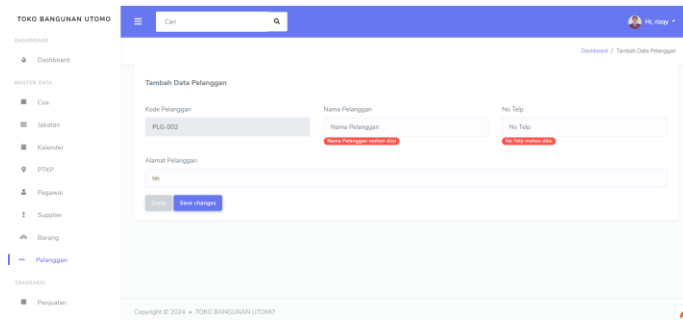 TOKO BANGUNAN UTOMO
Cari
Hi, rosy
DASHBOARD
Dashboard
Dashboard / Tambah Data Pelanggan
MASTER DATA
Coa
Jabatan
Kalender
PTKP
Pegawai
Supplier
Barang
Pelanggan
TRANSAKSI
Penjualan
Tambah Data Pelanggan
Kode Pelanggan
Nama Pelanggan
No Telp
PLG-002
Nama Pelanggan
No Telp
Nama Pelanggan mohon diisi
No Telp mohon diisi
Alamat Pelanggan
hh
Close
Save changes
Copyright © 2024 • TOKO BANGUNAN UTOMO